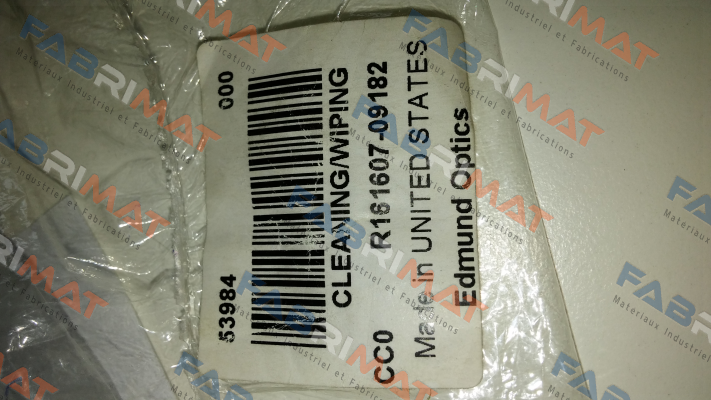 53984 000
CLEANING/WIPING
CC0 R161607-09182
Made in UNITED STATES
Edmund Optics
FABRIMAT
Materiaux Industriel et Fabrications